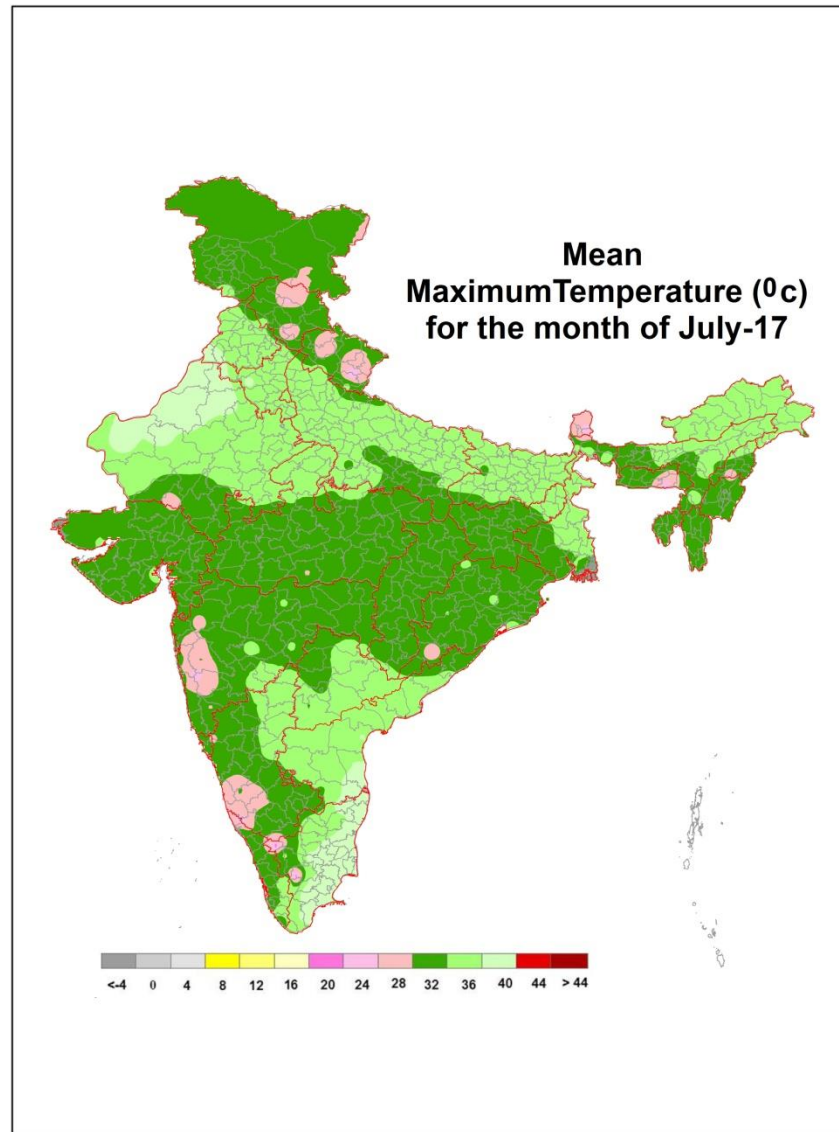 Mean
MaximumTemperature (⁰c)
for the month of July-17
<-4 0 4 8 12 16 20 24 28 32 36 40 44 > 44